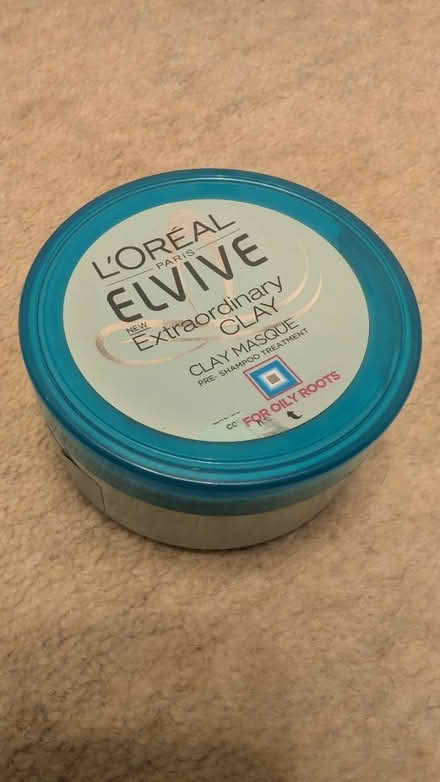 L'ORÉAL
PARIS
ELVIVE
NEW
Extraordinary
CLAY
CLAY MASQUE
PRE- SHAMPOO TREATMENT
FOR OILY ROOTS